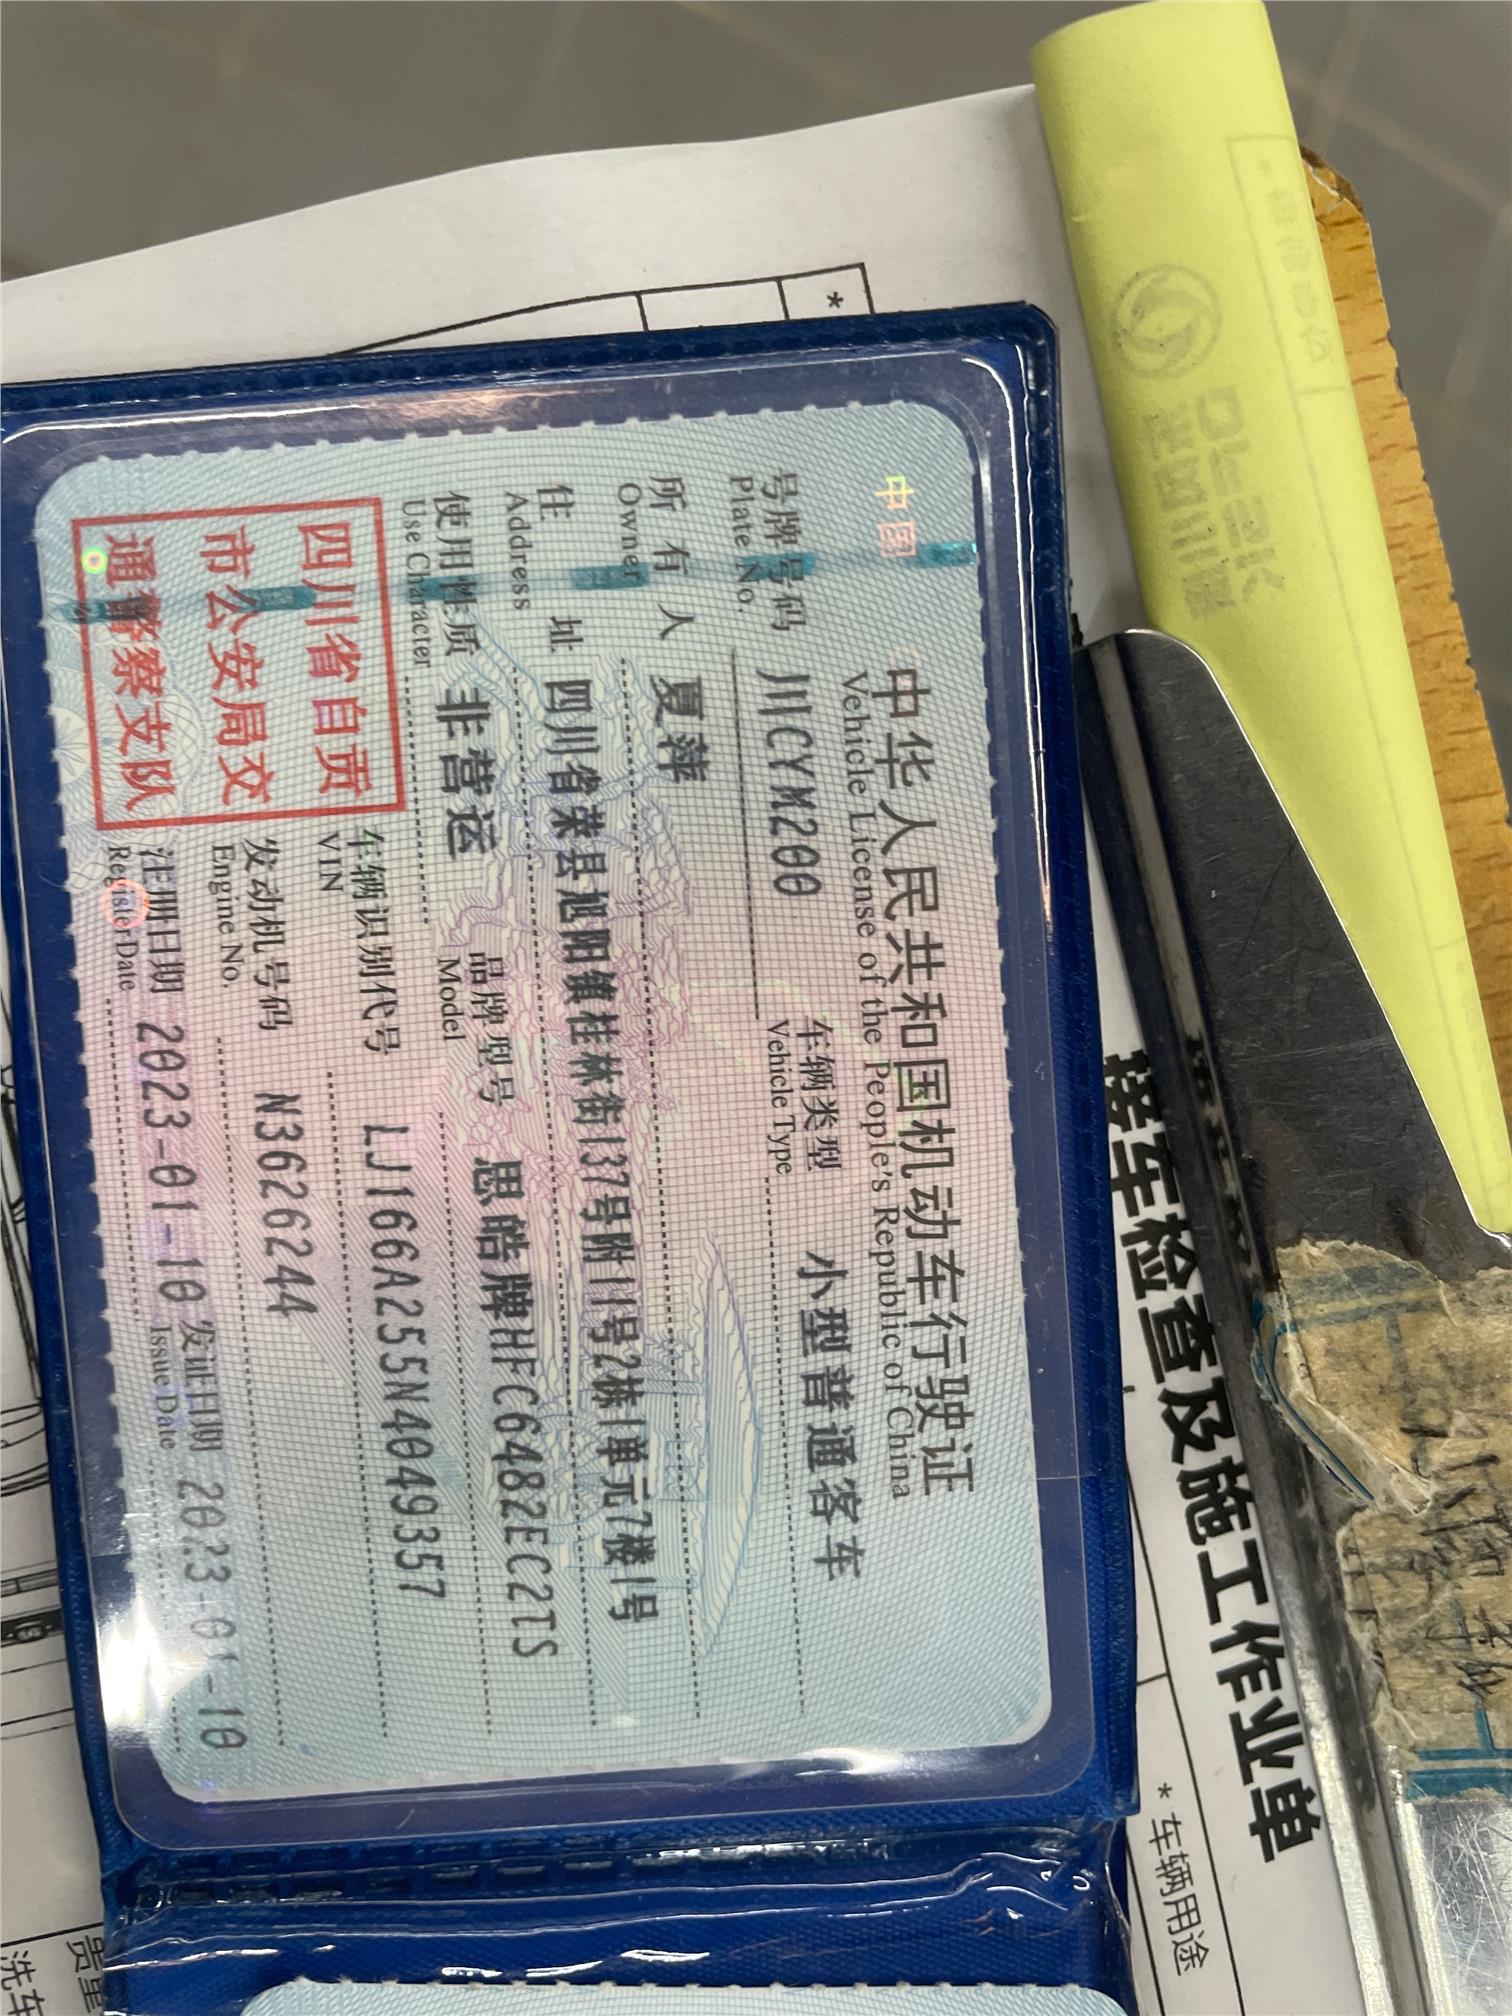 中国
中华人民共和国机动车行驶证
Vehicle License of the People's Republic of China
号牌号码 川CYM200 车辆类型 小型普通客车
Plate No. Vehicle Type
所有人 夏萍
Owner
住址 四川省荣县旭阳镇桂林街137号附11号2栋1单元7楼1号
Address
使用性质 非营运 品牌型号 思皓牌HFC6482EC2TS
Use Character Model
四川省自贡
市公安局交
通警察支队
车辆识别代号 LJ166A255N4049357
VIN
发动机号码 N3626244
Engine No.
注册日期 2023-01-10 发证日期 2023-01-10
Register Date Issue Date
接车检查及施工作业单
*车辆用途
*
洗车